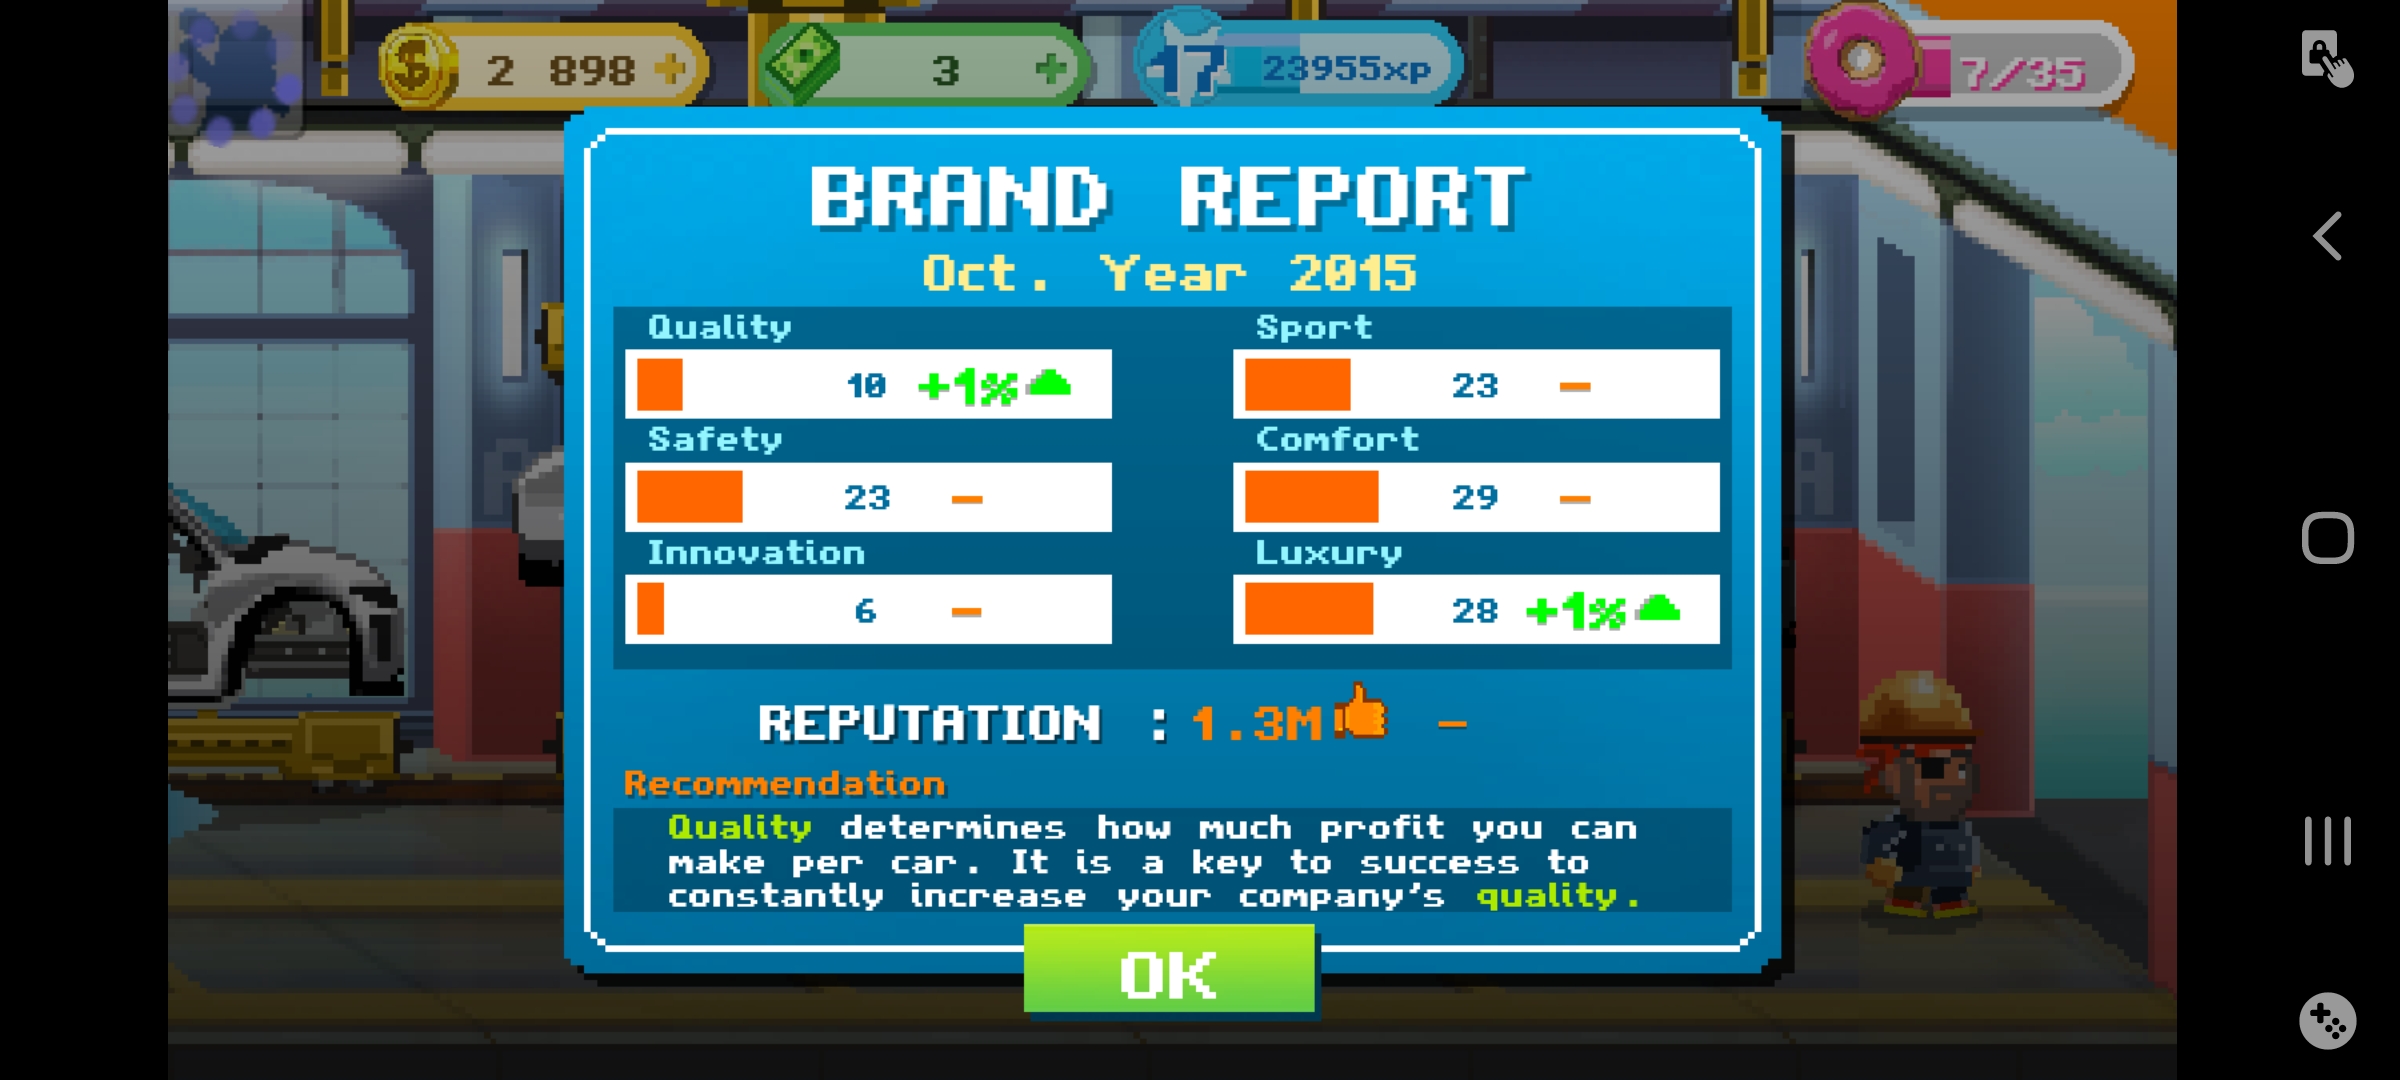 2 898 +
3 +
17 23955xp
7/35
BRAND REPORT
Oct. Year 2015
Quality
10 +1%
Sport
23 –
Safety
23 –
Comfort
29 –
Innovation
6 –
Luxury
28 +1%
REPUTATION : 1.3M –
Recommendation
Quality determines how much profit you can
make per car. It is a key to success to
constantly increase your company's quality.
OK